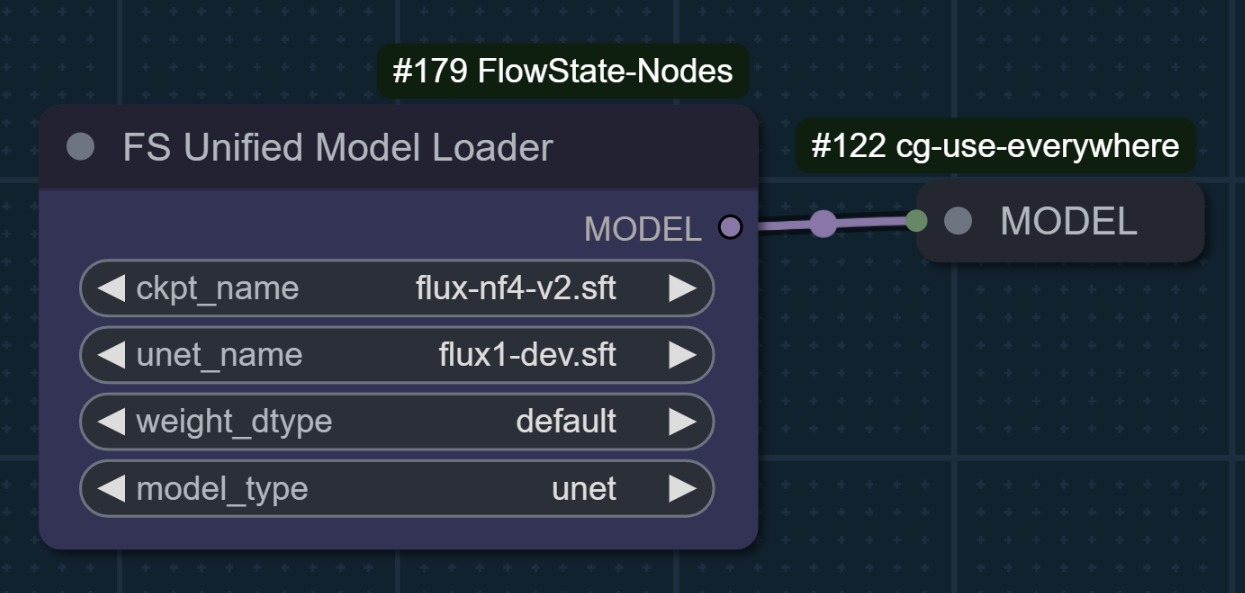 #179 FlowState-Nodes
FS Unified Model Loader
#122 cg-use-everywhere
MODEL
MODEL
ckpt_name flux-nf4-v2.sft
unet_name flux1-dev.sft
weight_dtype default
model_type unet